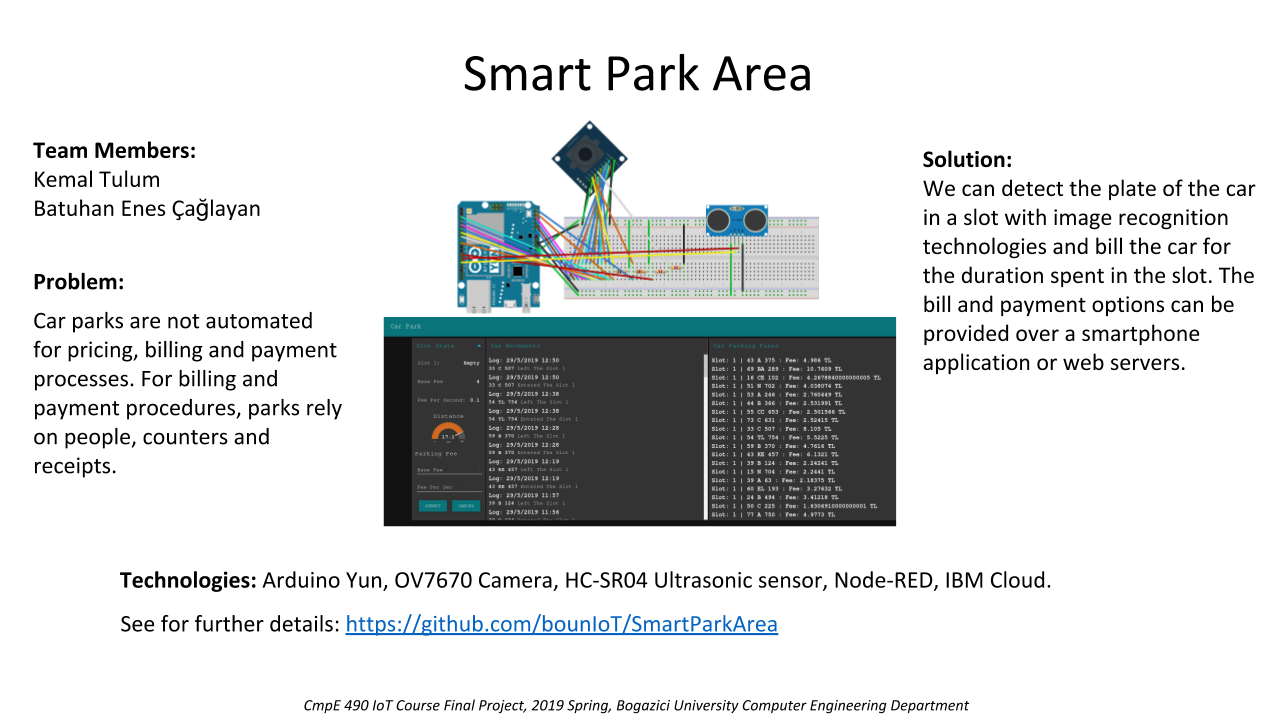 Smart Park Area
Team Members:
Kemal Tulum
Batuhan Enes Çağlayan
Problem:
Car parks are not automated
for pricing, billing and payment
processes. For billing and
payment procedures, parks rely
on people, counters and
receipts.
Solution:
We can detect the plate of the car
in a slot with image recognition
technologies and bill the car for
the duration spent in the slot. The
bill and payment options can be
provided over a smartphone
application or web servers.
Car Park
Slot State
Slot 1: Empty
Base Fee 4
Fee Per Second: 0.1
Distance
17.1
Parking Fee
Base Fee
Fee Per Sec
SUBMIT CANCEL
Car Movements
Log: 29/5/2019 12:50
33 C 507 Left The Slot 1
Log: 29/5/2019 12:50
33 C 507 Entered The Slot 1
Log: 29/5/2019 12:38
54 TL 754 Left The Slot 1
Log: 29/5/2019 12:38
54 TL 754 Entered The Slot 1
Log: 29/5/2019 12:28
59 B 370 Left The Slot 1
Log: 29/5/2019 12:28
59 B 370 Entered The Slot 1
Log: 29/5/2019 12:19
43 KE 457 Left The Slot 1
Log: 29/5/2019 12:19
43 KE 457 Entered The Slot 1
Log: 29/5/2019 11:57
39 B 124 Left The Slot 1
Log: 29/5/2019 11:56
Car Parking Fares
Slot: 1 | 43 A 375 : Fee: 4.986 TL
Slot: 1 | 69 BA 289 : Fee: 10.7609 TL
Slot: 1 | 16 CE 102 : Fee: 4.2678840000000005 TL
Slot: 1 | 51 N 702 : Fee: 4.038074 TL
Slot: 1 | 53 A 246 : Fee: 2.760449 TL
Slot: 1 | 44 B 366 : Fee: 2.531991 TL
Slot: 1 | 55 CC 653 : Fee: 2.501566 TL
Slot: 1 | 73 C 631 : Fee: 2.52415 TL
Slot: 1 | 33 C 507 : Fee: 8.105 TL
Slot: 1 | 54 TL 754 : Fee: 5.5225 TL
Slot: 1 | 59 B 370 : Fee: 4.7616 TL
Slot: 1 | 43 KE 457 : Fee: 6.1321 TL
Slot: 1 | 39 B 124 : Fee: 2.24241 TL
Slot: 1 | 15 N 704 : Fee: 2.2441 TL
Slot: 1 | 39 A 63 : Fee: 2.18375 TL
Slot: 1 | 60 EL 193 : Fee: 3.27632 TL
Slot: 1 | 24 B 494 : Fee: 3.41218 TL
Slot: 1 | 50 C 225 : Fee: 1.6306910000000001 TL
Slot: 1 | 77 A 750 : Fee: 4.9773 TL
Technologies: Arduino Yun, OV7670 Camera, HC-SR04 Ultrasonic sensor, Node-RED, IBM Cloud.
See for further details: https://github.com/bounIoT/SmartParkArea
CmpE 490 IoT Course Final Project, 2019 Spring, Bogazici University Computer Engineering Department